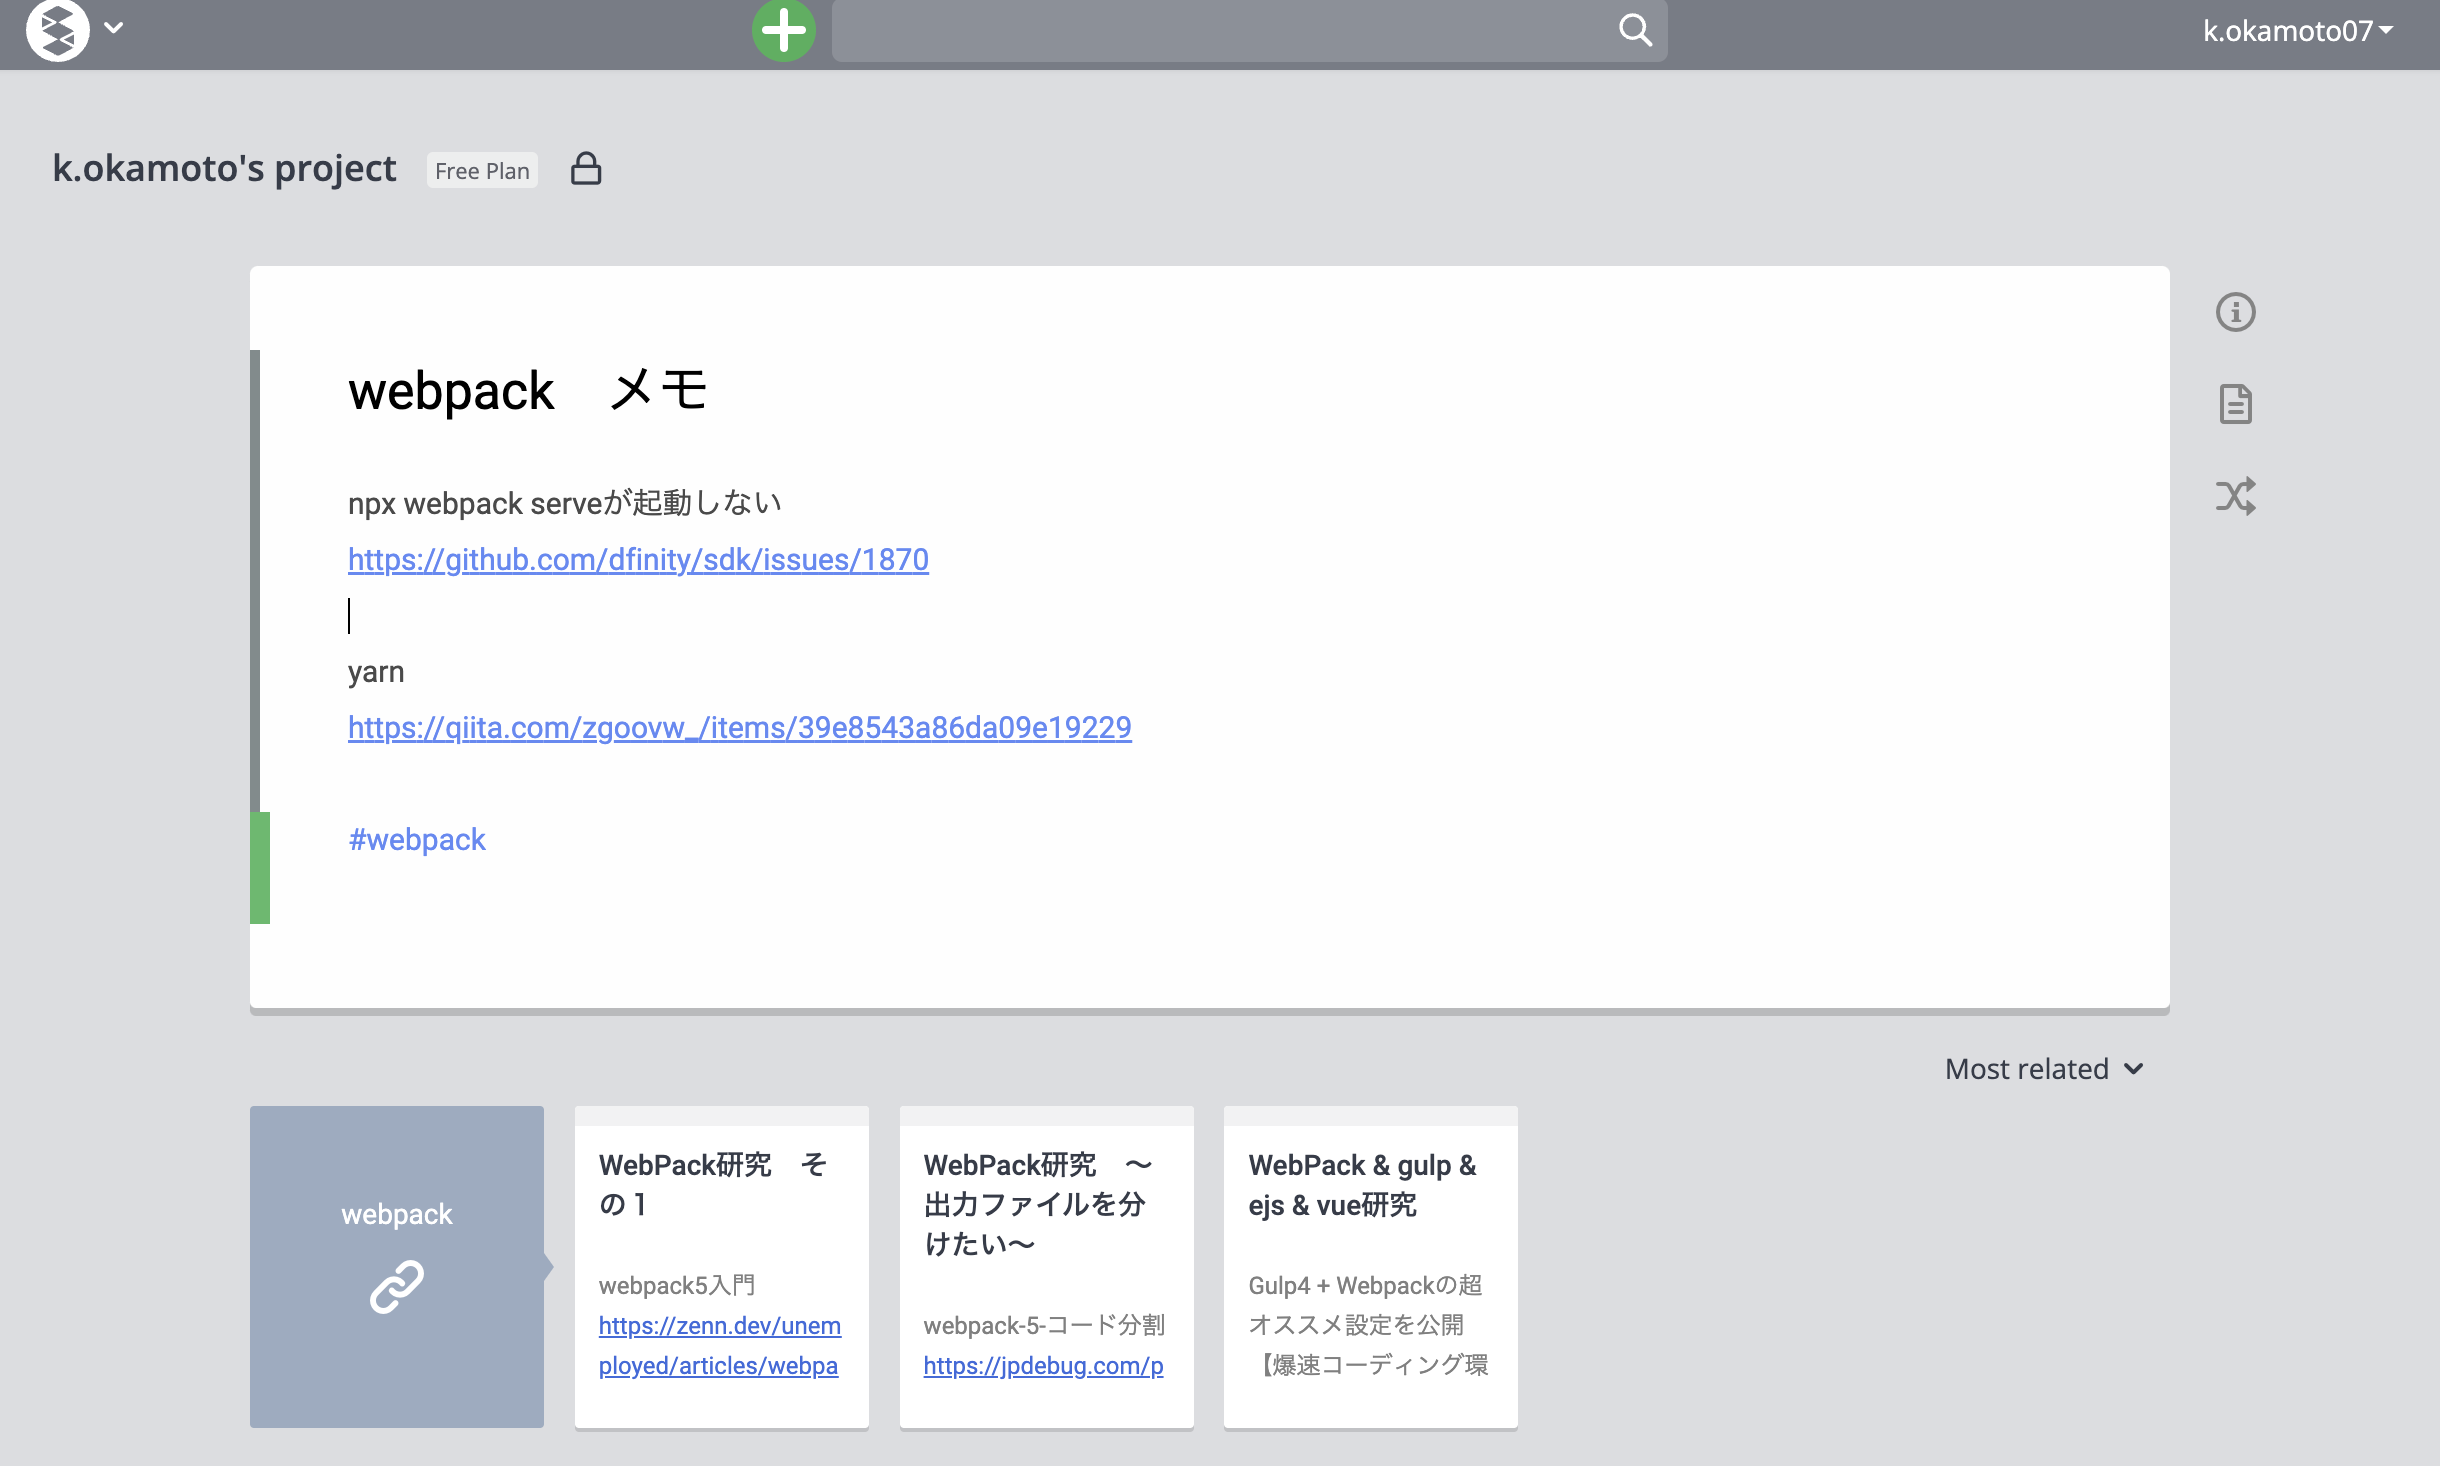 k.okamoto07
k.okamoto's project Free Plan
webpack　メモ
npx webpack serveが起動しない
https://github.com/dfinity/sdk/issues/1870
yarn
https://qiita.com/zgoovw_/items/39e8543a86da09e19229
#webpack
Most related
webpack
WebPack研究　そ
の１
webpack5入門
https://zenn.dev/unem
ployed/articles/webpa
WebPack研究　〜
出力ファイルを分
けたい〜
webpack-5-コード分割
https://jpdebug.com/p
WebPack & gulp &
ejs & vue研究
Gulp4 + Webpackの超
オススメ設定を公開
【爆速コーディング環